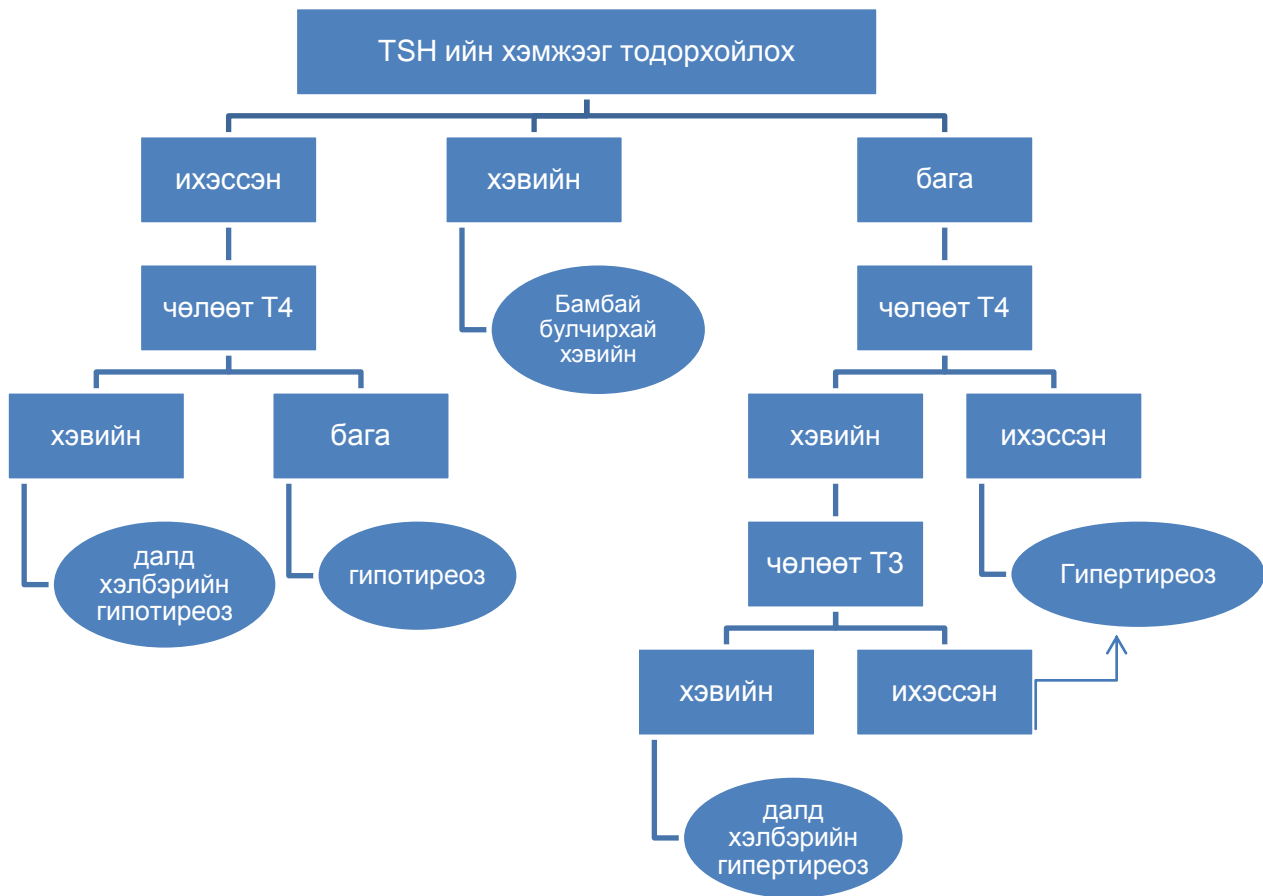 TSH ийн хэмжээг тодорхойлох
ихэссэн
хэвийн
бага
чөлөөт Т4
Бамбай
булчирхай
хэвийн
чөлөөт Т4
хэвийн
бага
хэвийн
ихэссэн
далд
хэлбэрийн
гипотиреоз
гипотиреоз
чөлөөт Т3
Гипертиреоз
хэвийн
ихэссэн
далд
хэлбэрийн
гипертиреоз